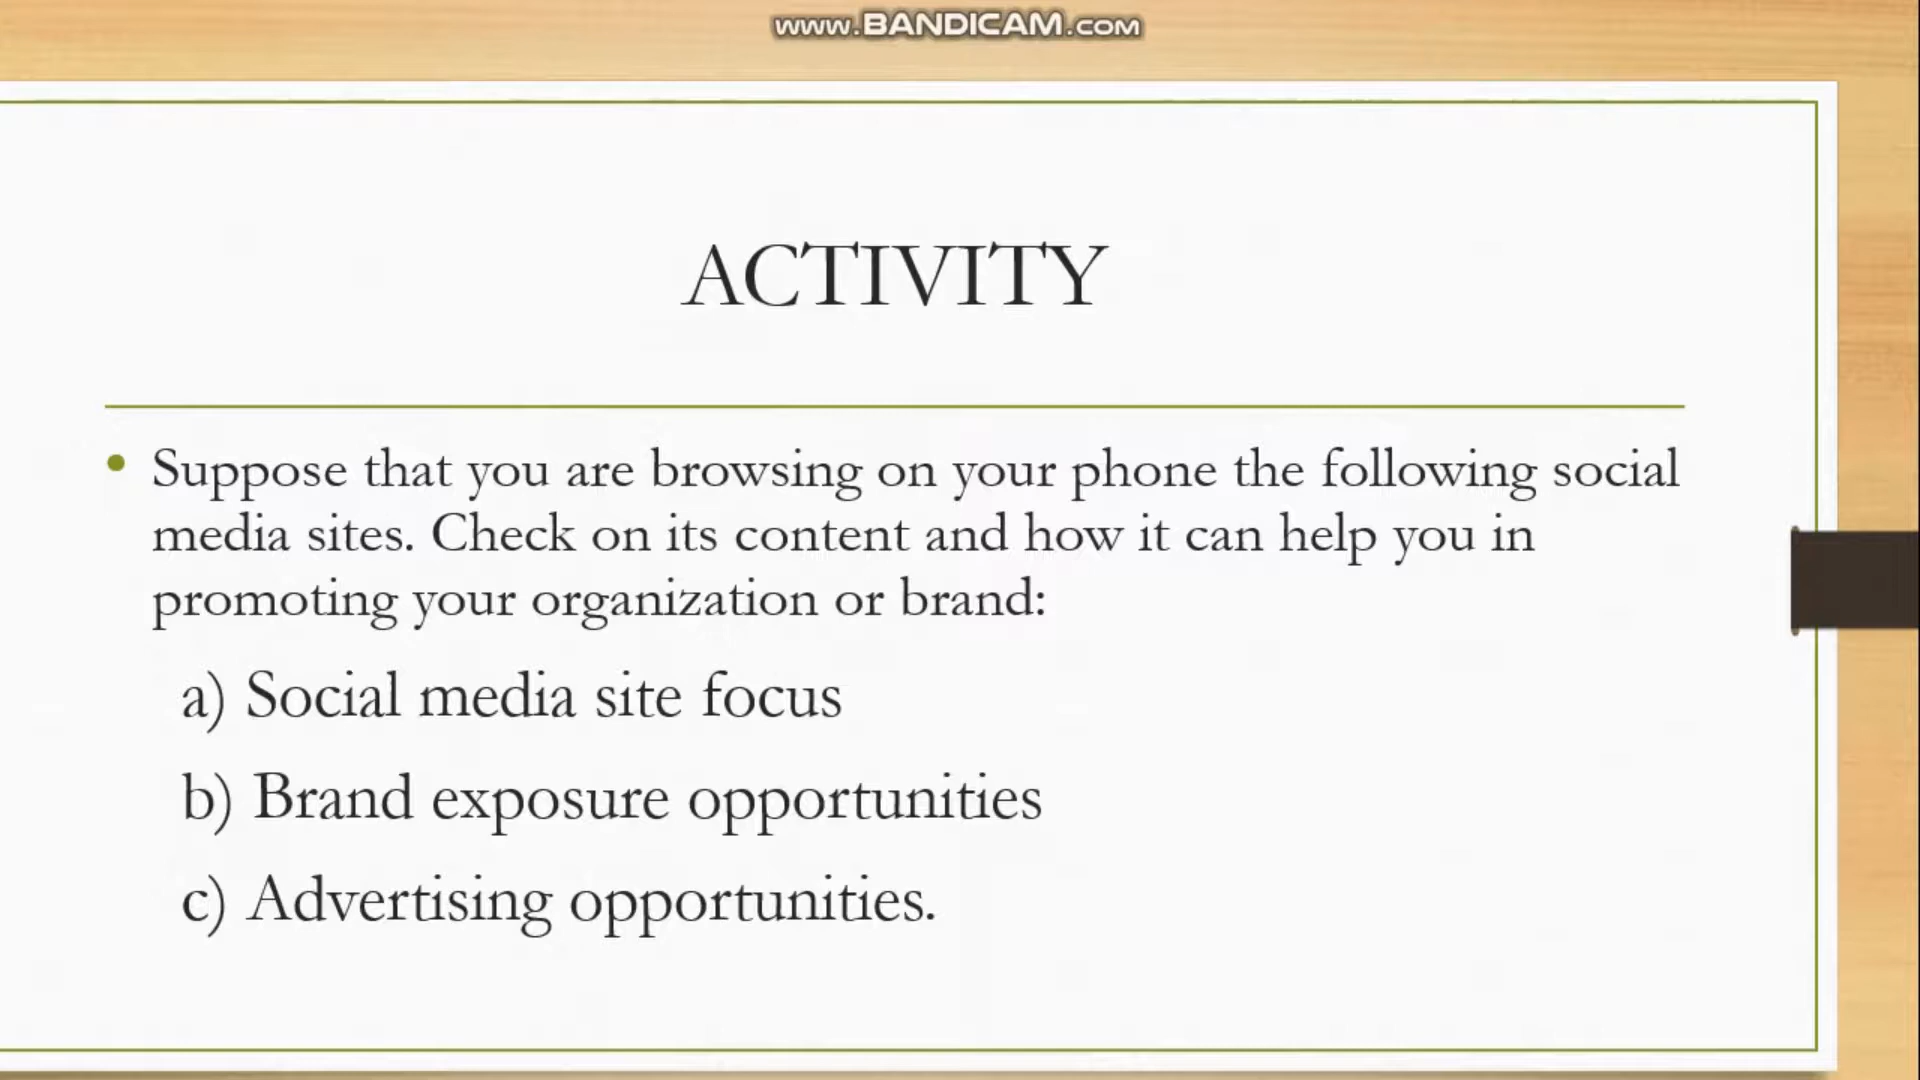 www.BANDICAM.com
ACTIVITY
• Suppose that you are browsing on your phone the following social
media sites. Check on its content and how it can help you in
promoting your organization or brand:
a) Social media site focus
b) Brand exposure opportunities
c) Advertising opportunities.